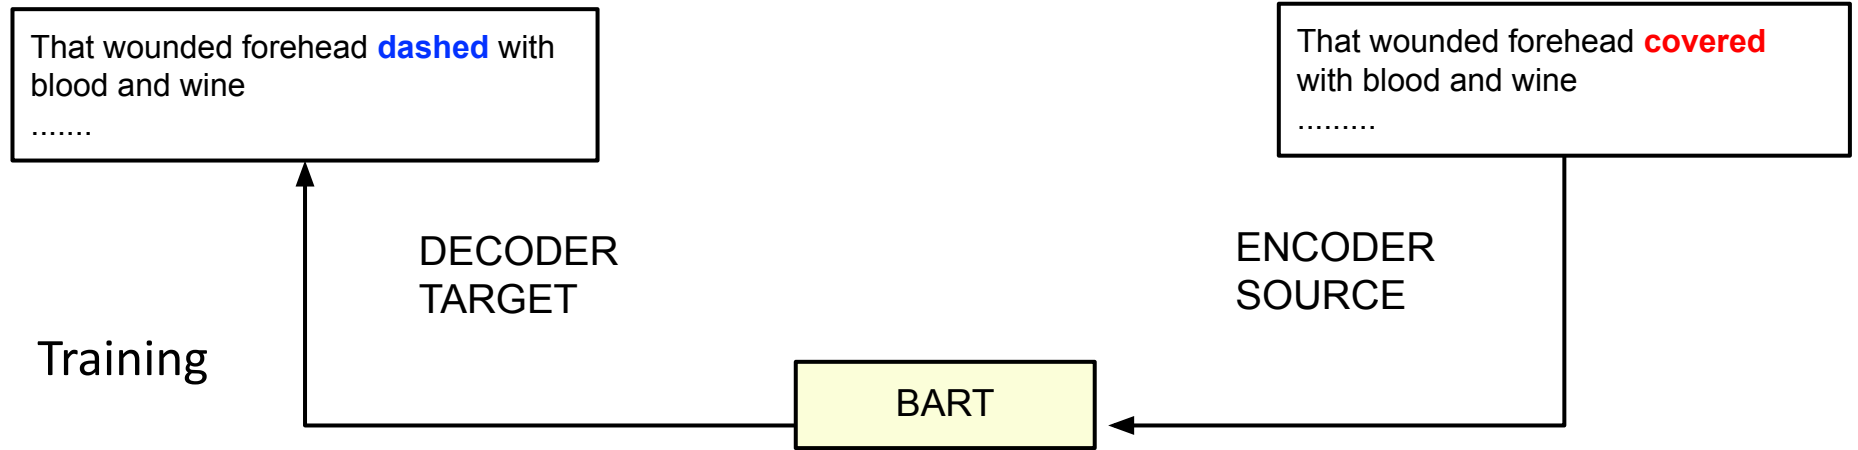 That wounded forehead dashed with
blood and wine
.......
That wounded forehead covered
with blood and wine
.........
DECODER
TARGET
ENCODER
SOURCE
Training
BART